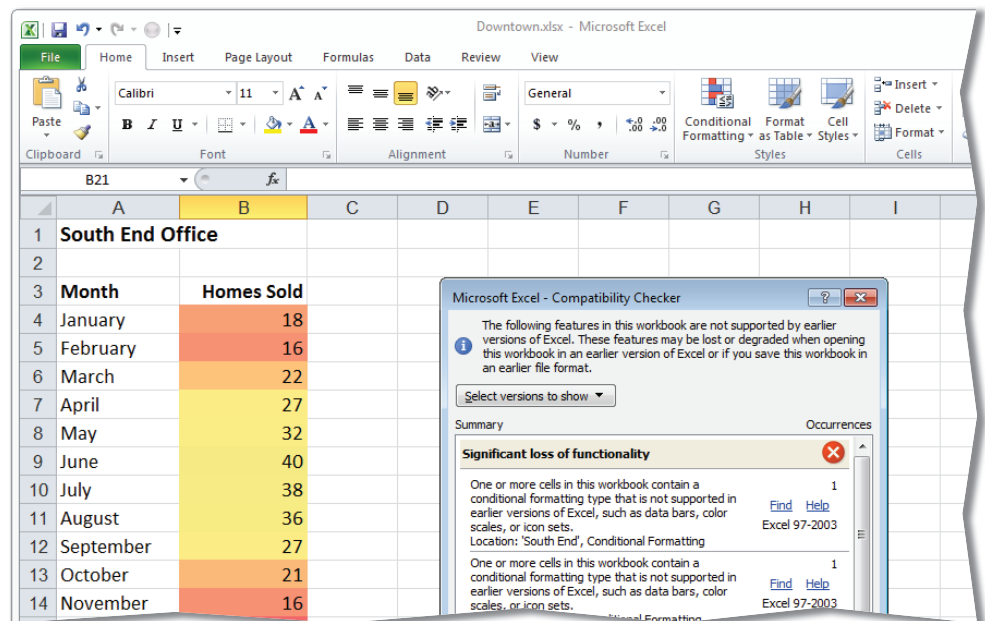 Downtown.xlsx - Microsoft Excel
File Home Insert Page Layout Formulas Data Review View
Calibri 11 General
Insert
Delete
Format
Paste
B I U
$ % ,
Conditional Formatting
Format as Table
Cell Styles
Clipboard Font Alignment Number Styles Cells
B21 fx
A B C D E F G H I
1 South End Office
2
3 Month Homes Sold
4 January 18
5 February 16
6 March 22
7 April 27
8 May 32
9 June 40
10 July 38
11 August 36
12 September 27
13 October 21
14 November 16
Microsoft Excel - Compatibility Checker
The following features in this workbook are not supported by earlier
versions of Excel. These features may be lost or degraded when opening
this workbook in an earlier version of Excel or if you save this workbook in
an earlier file format.
Select versions to show
Summary Occurrences
Significant loss of functionality
One or more cells in this workbook contain a 1
conditional formatting type that is not supported in
earlier versions of Excel, such as data bars, color Find Help
scales, or icon sets. Excel 97-2003
Location: 'South End', Conditional Formatting
One or more cells in this workbook contain a 1
conditional formatting type that is not supported in
earlier versions of Excel, such as data bars, color Find Help
scales, or icon sets. Excel 97-2003
Formatting